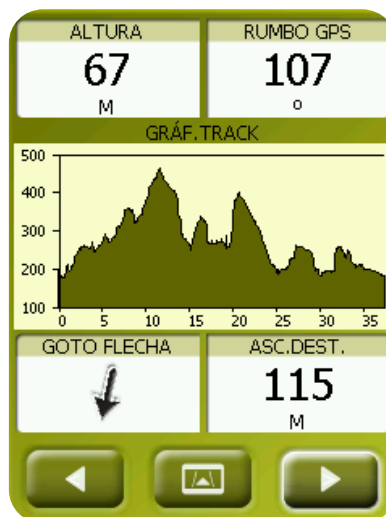 ALTURA
67
M
RUMBO GPS
107
o
GRÁF.TRACK
500
400
300
200
100
0 5 10 15 20 25 30 35
GOTO FLECHA
ASC.DEST.
115
M